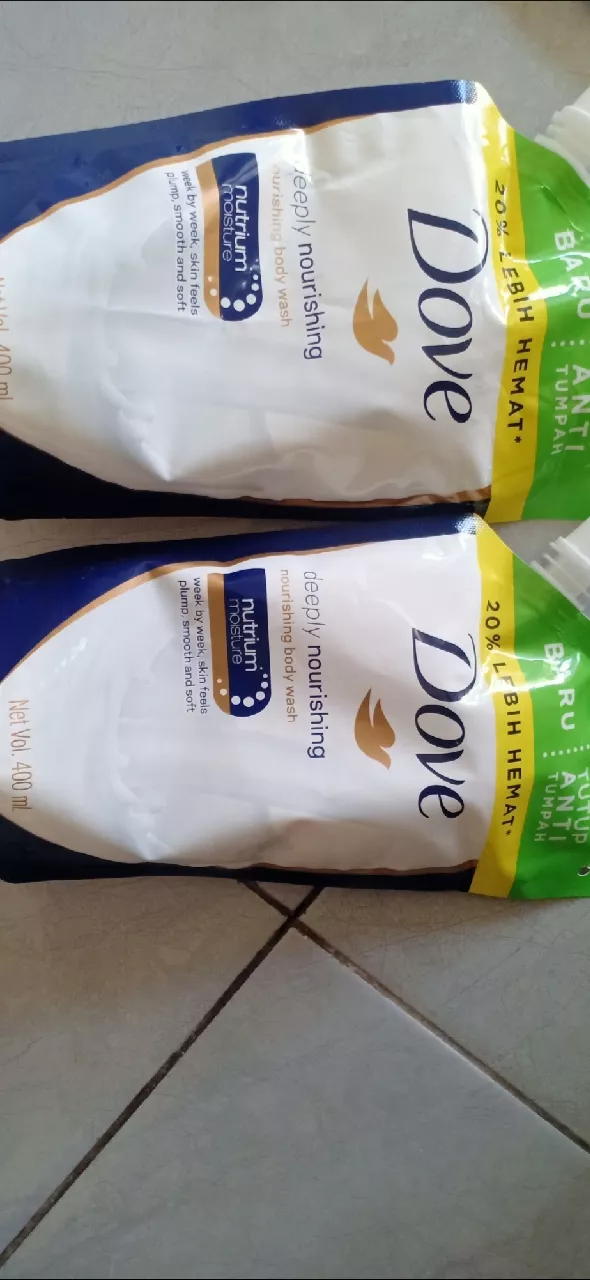 BARU
ANTI
TUMPAH
20% LEBIH HEMAT*
Dove
deeply nourishing
nourishing body wash
nutrium
moisture
week by week, skin feels
plump, smooth and soft
Net Vol. 400 ml
BARU
TUTUP
ANTI
TUMPAH
20% LEBIH HEMAT*
Dove
deeply nourishing
nourishing body wash
nutrium
moisture
week by week, skin feels
plump, smooth and soft
Net Vol. 400 ml